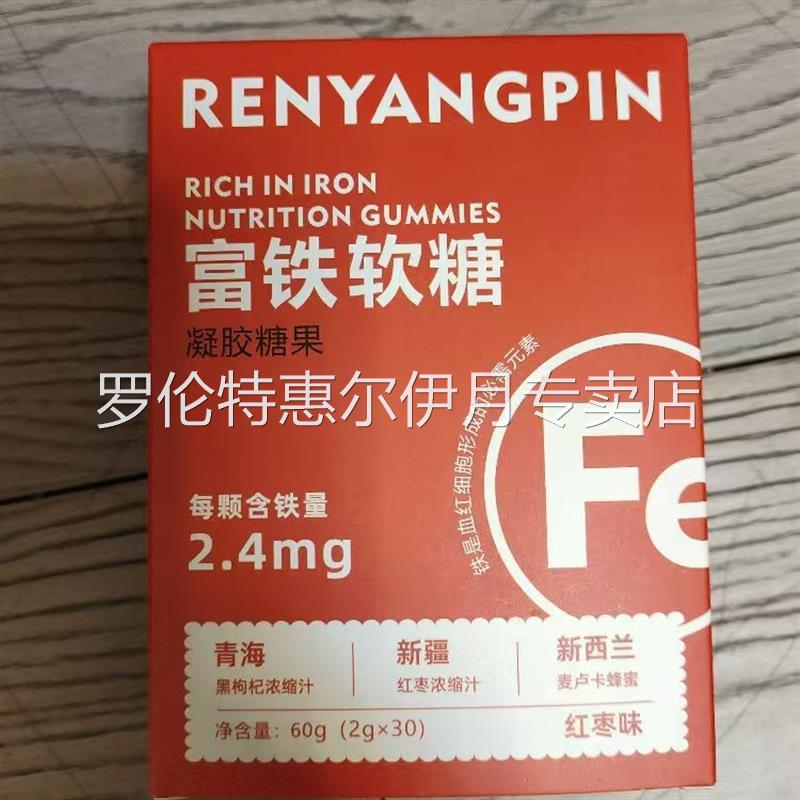 RENYANGPIN
RICH IN IRON
NUTRITION GUMMIES
富铁软糖
凝胶糖果
铁是血红细胞形成的必需元素
罗伦特惠尔伊月专卖店
Fe
每颗含铁量
2.4mg
青海
黑枸杞浓缩汁
新疆
红枣浓缩汁
新西兰
麦卢卡蜂蜜
净含量：60g（2g×30）
红枣味